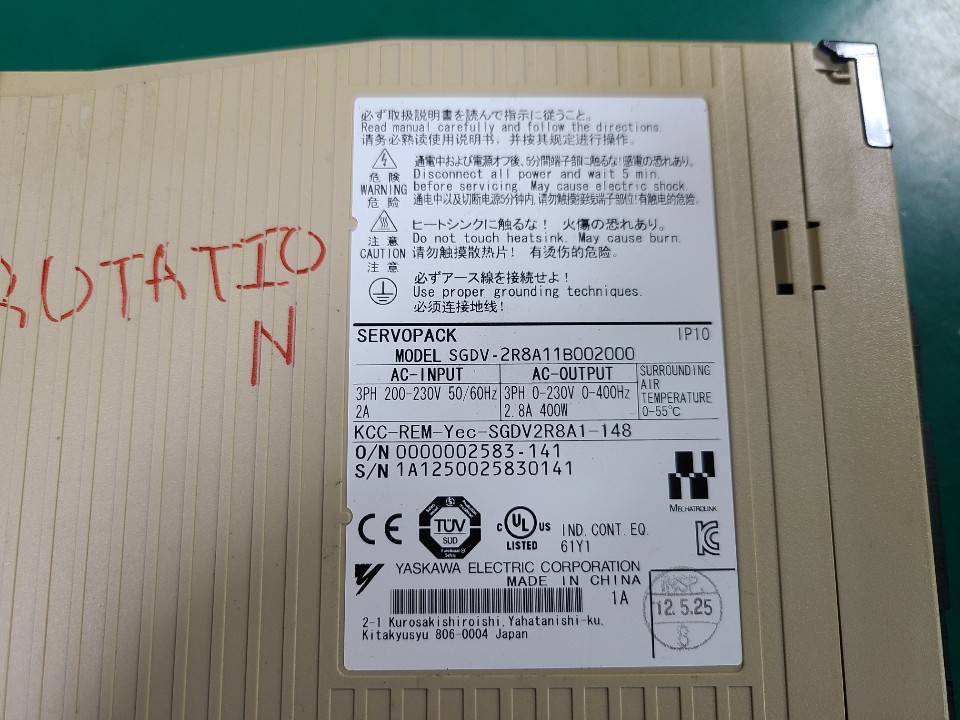 ROTATIO
N
必ず取扱説明書を読んで指示に従うこと。
Read manual carefully and follow the directions.
请务必熟读使用说明书，并按其规定进行操作。
危険
WARNING
危险
通電中および電源オフ後、5分間端子部に触るな！感電の恐れあり。
Disconnect all power and wait 5 min.
before servicing. May cause electric shock.
通电中以及切断电源5分钟内，请勿触摸接线端子部位！有触电的危险。
注意
CAUTION
注意
ヒートシンクに触るな！ 火傷の恐れあり。
Do not touch heatsink. May cause burn.
请勿触摸散热片！ 有烫伤的危险。
必ずアース線を接続せよ！
Use proper grounding techniques.
必须连接地线！
SERVOPACK IP10
MODEL SGDV-2R8A11B002000
AC-INPUT
3PH 200-230V 50/60Hz
2A
AC-OUTPUT
3PH 0-230V 0-400Hz
2.8A 400W
SURROUNDING
AIR
TEMPERATURE
0-55℃
KCC-REM-Yec-SGDV2R8A1-148
O/N 0000002583-141
S/N 1A1250025830141
MECHATROLINK
CE
TÜV
SÜD
c UL US
LISTED
IND. CONT. EQ.
61Y1
YASKAWA ELECTRIC CORPORATION
MADE IN CHINA
1A
INSP.
12.5.25
8
2-1 Kurosakishiroishi, Yahatanishi-ku,
Kitakyusyu 806-0004 Japan